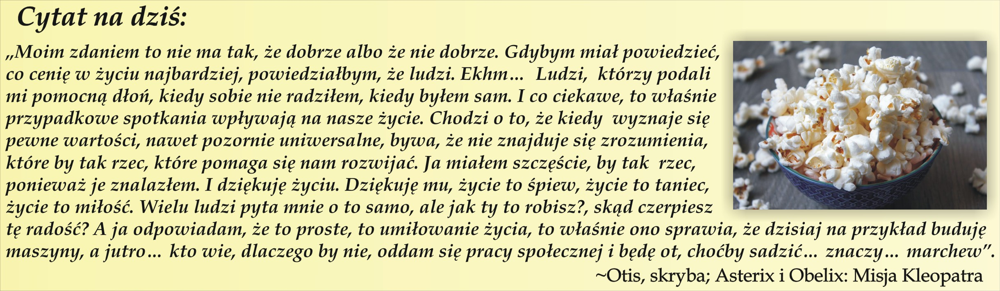 Cytat na dziś:
„Moim zdaniem to nie ma tak, że dobrze albo że nie dobrze. Gdybym miał powiedzieć,
co cenię w życiu najbardziej, powiedziałbym, że ludzi. Ekhm... Ludzi, którzy podali
mi pomocną dłoń, kiedy sobie nie radziłem, kiedy byłem sam. I co ciekawe, to właśnie
przypadkowe spotkania wpływają na nasze życie. Chodzi o to, że kiedy wyznaje się
pewne wartości, nawet pozornie uniwersalne, bywa, że nie znajduje się zrozumienia,
które by tak rzec, które pomaga się nam rozwijać. Ja miałem szczęście, by tak rzec,
ponieważ je znalazłem. I dziękuję życiu. Dziękuję mu, życie to śpiew, życie to taniec,
życie to miłość. Wielu ludzi pyta mnie o to samo, ale jak ty to robisz?, skąd czerpiesz
tę radość? A ja odpowiadam, że to proste, to umiłowanie życia, to właśnie ono sprawia, że dzisiaj na przykład buduję
maszyny, a jutro... kto wie, dlaczego by nie, oddam się pracy społecznej i będę ot, choćby sadzić... znaczy... marchew”.
~Otis, skryba; Asterix i Obelix: Misja Kleopatra